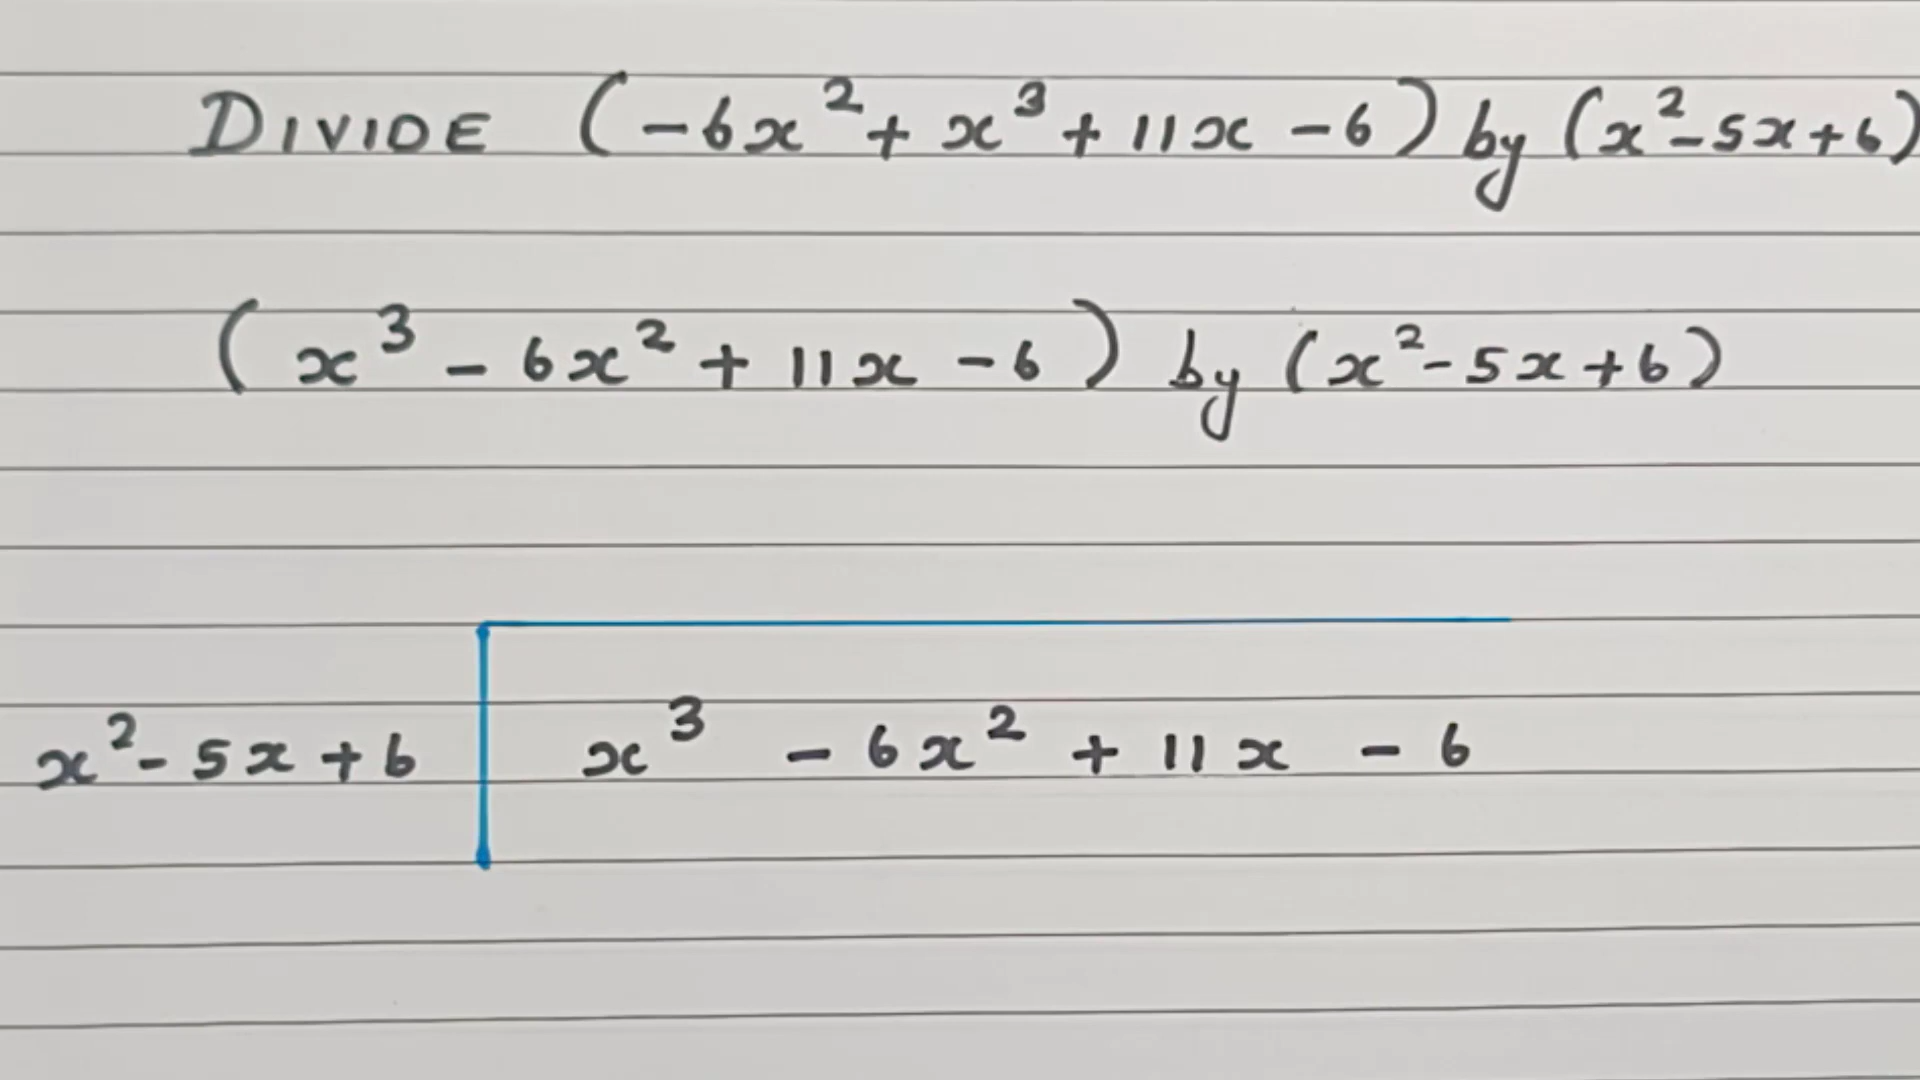 DIVIDE (-6x² + x³ + 11x - 6) by (x² - 5x + 6)
(x³ - 6x² + 11x - 6) by (x² - 5x + 6)
x² - 5x + 6 x³ - 6x² + 11x - 6